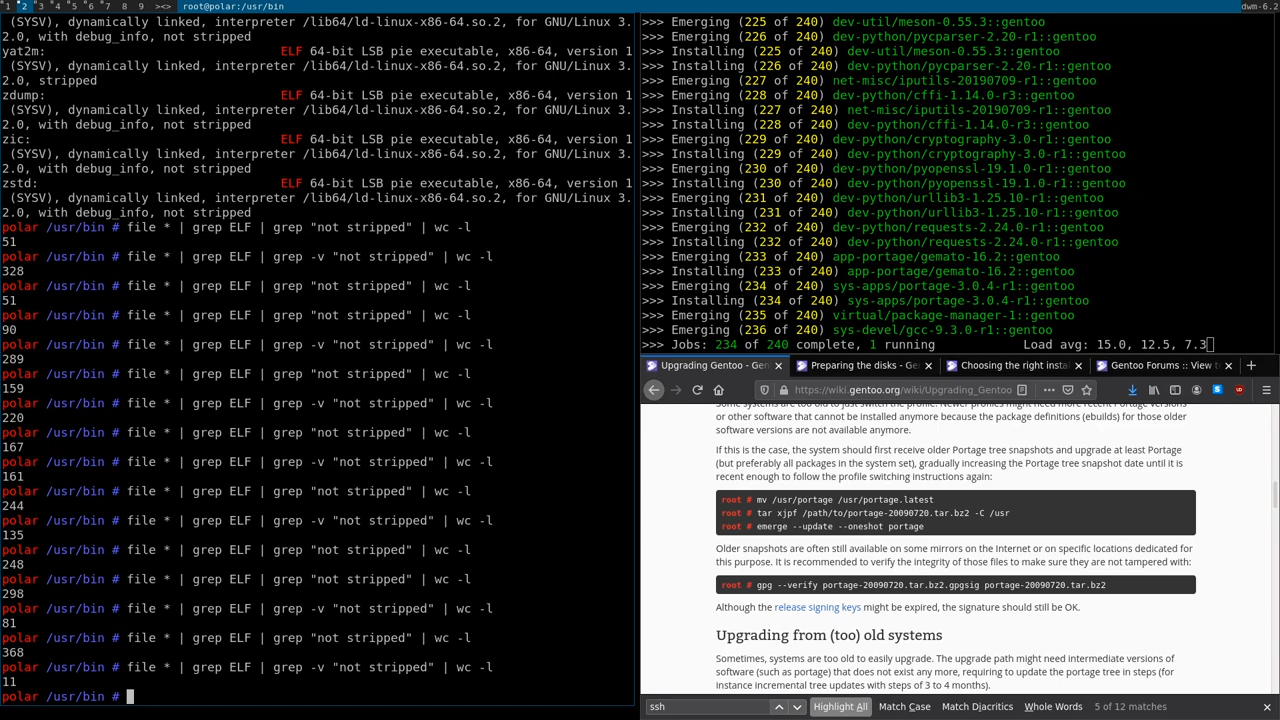 1 2 3 4 5 6 7 8 9 ><> root@polar:/usr/bin dwm-6.2
(SYSV), dynamically linked, interpreter /lib64/ld-linux-x86-64.so.2, for GNU/Linux 3.
2.0, with debug_info, not stripped
yat2m: ELF 64-bit LSB pie executable, x86-64, version 1
(SYSV), dynamically linked, interpreter /lib64/ld-linux-x86-64.so.2, for GNU/Linux 3.
2.0, stripped
zdump: ELF 64-bit LSB pie executable, x86-64, version 1
(SYSV), dynamically linked, interpreter /lib64/ld-linux-x86-64.so.2, for GNU/Linux 3.
2.0, with debug_info, not stripped
zic: ELF 64-bit LSB pie executable, x86-64, version 1
(SYSV), dynamically linked, interpreter /lib64/ld-linux-x86-64.so.2, for GNU/Linux 3.
2.0, with debug_info, not stripped
zstd: ELF 64-bit LSB pie executable, x86-64, version 1
(SYSV), dynamically linked, interpreter /lib64/ld-linux-x86-64.so.2, for GNU/Linux 3.
2.0, with debug_info, not stripped
polar /usr/bin # file * | grep ELF | grep "not stripped" | wc -l
51
polar /usr/bin # file * | grep ELF | grep -v "not stripped" | wc -l
328
polar /usr/bin # file * | grep ELF | grep "not stripped" | wc -l
51
polar /usr/bin # file * | grep ELF | grep "not stripped" | wc -l
90
polar /usr/bin # file * | grep ELF | grep -v "not stripped" | wc -l
289
polar /usr/bin # file * | grep ELF | grep "not stripped" | wc -l
159
polar /usr/bin # file * | grep ELF | grep -v "not stripped" | wc -l
220
polar /usr/bin # file * | grep ELF | grep "not stripped" | wc -l
167
polar /usr/bin # file * | grep ELF | grep -v "not stripped" | wc -l
161
polar /usr/bin # file * | grep ELF | grep "not stripped" | wc -l
244
polar /usr/bin # file * | grep ELF | grep -v "not stripped" | wc -l
135
polar /usr/bin # file * | grep ELF | grep "not stripped" | wc -l
248
polar /usr/bin # file * | grep ELF | grep "not stripped" | wc -l
298
polar /usr/bin # file * | grep ELF | grep -v "not stripped" | wc -l
81
polar /usr/bin # file * | grep ELF | grep "not stripped" | wc -l
368
polar /usr/bin # file * | grep ELF | grep -v "not stripped" | wc -l
11
polar /usr/bin #
>>> Emerging (225 of 240) dev-util/meson-0.55.3::gentoo
>>> Emerging (226 of 240) dev-python/pycparser-2.20-r1::gentoo
>>> Installing (225 of 240) dev-util/meson-0.55.3::gentoo
>>> Installing (226 of 240) dev-python/pycparser-2.20-r1::gentoo
>>> Emerging (227 of 240) net-misc/iputils-20190709-r1::gentoo
>>> Emerging (228 of 240) dev-python/cffi-1.14.0-r3::gentoo
>>> Installing (227 of 240) net-misc/iputils-20190709-r1::gentoo
>>> Installing (228 of 240) dev-python/cffi-1.14.0-r3::gentoo
>>> Emerging (229 of 240) dev-python/cryptography-3.0-r1::gentoo
>>> Installing (229 of 240) dev-python/cryptography-3.0-r1::gentoo
>>> Emerging (230 of 240) dev-python/pyopenssl-19.1.0-r1::gentoo
>>> Installing (230 of 240) dev-python/pyopenssl-19.1.0-r1::gentoo
>>> Emerging (231 of 240) dev-python/urllib3-1.25.10-r1::gentoo
>>> Installing (231 of 240) dev-python/urllib3-1.25.10-r1::gentoo
>>> Emerging (232 of 240) dev-python/requests-2.24.0-r1::gentoo
>>> Installing (232 of 240) dev-python/requests-2.24.0-r1::gentoo
>>> Emerging (233 of 240) app-portage/gemato-16.2::gentoo
>>> Installing (233 of 240) app-portage/gemato-16.2::gentoo
>>> Emerging (234 of 240) sys-apps/portage-3.0.4-r1::gentoo
>>> Installing (234 of 240) sys-apps/portage-3.0.4-r1::gentoo
>>> Emerging (235 of 240) virtual/package-manager-1::gentoo
>>> Emerging (236 of 240) sys-devel/gcc-9.3.0-r1::gentoo
>>> Jobs: 234 of 240 complete, 1 running Load avg: 15.0, 12.5, 7.3
Upgrading Gentoo - Gen Preparing the disks - Ge Choosing the right insta Gentoo Forums :: View t
https://wiki.gentoo.org/wiki/Upgrading_Gentoo
or other software that cannot be installed anymore because the package definitions (ebuilds) for those older
software versions are not available anymore.
If this is the case, the system should first receive older Portage tree snapshots and upgrade at least Portage
(but preferably all packages in the system set), gradually increasing the Portage tree snapshot date until it is
recent enough to follow the profile switching instructions again:
root # mv /usr/portage /usr/portage.latest
root # tar xjpf /path/to/portage-20090720.tar.bz2 -C /usr
root # emerge --update --oneshot portage
Older snapshots are often still available on some mirrors on the Internet or on specific locations dedicated for
this purpose. It is recommended to verify the integrity of those files to make sure they are not tampered with:
root # gpg --verify portage-20090720.tar.bz2.gpgsig portage-20090720.tar.bz2
Although the release signing keys might be expired, the signature should still be OK.
Upgrading from (too) old systems
Sometimes, systems are too old to easily upgrade. The upgrade path might need intermediate versions of
software (such as portage) that does not exist any more, requiring to update the portage tree in steps (for
instance incremental tree updates with steps of 3 to 4 months).
ssh Highlight All Match Case Match Diacritics Whole Words 5 of 12 matches